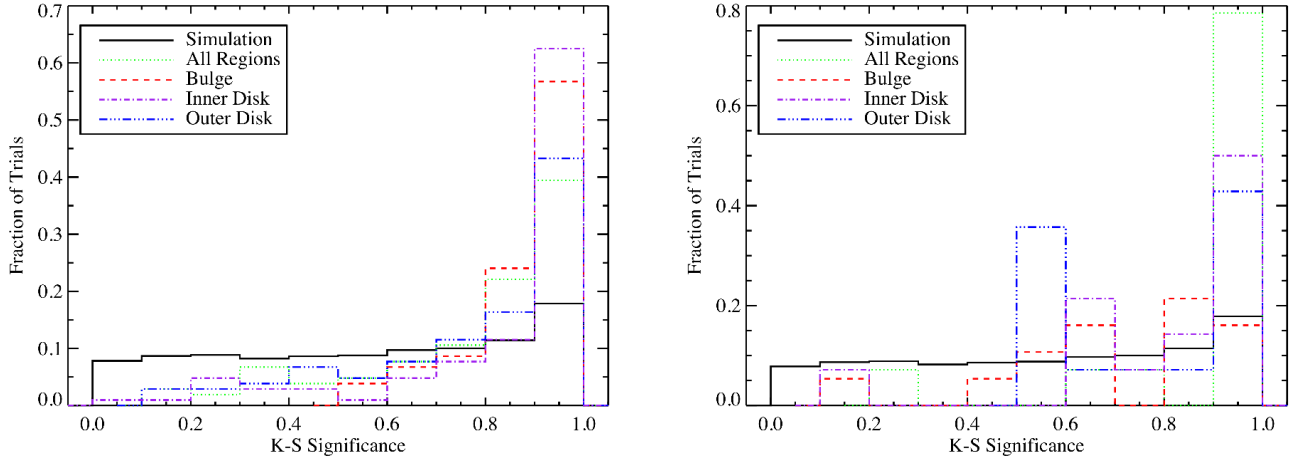 0.7
0.6
0.5
0.4
0.3
0.2
0.1
0.0
Fraction of Trials
Simulation
All Regions
Bulge
Inner Disk
Outer Disk
0.0 0.2 0.4 0.6 0.8 1.0
K-S Significance
0.8
0.6
0.4
0.2
0.0
Fraction of Trials
Simulation
All Regions
Bulge
Inner Disk
Outer Disk
0.0 0.2 0.4 0.6 0.8 1.0
K-S Significance